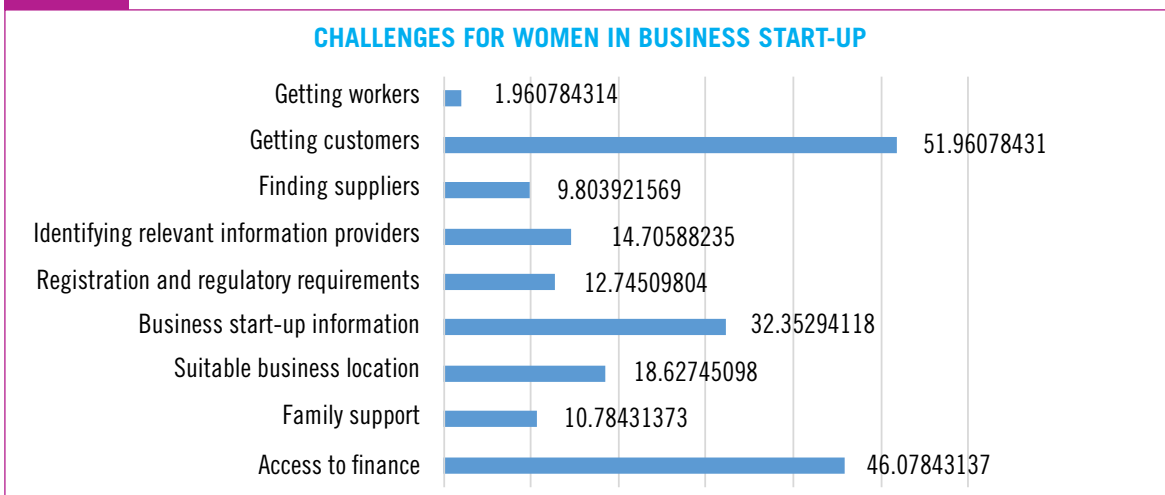 CHALLENGES FOR WOMEN IN BUSINESS START-UP
Getting workers 1.960784314
Getting customers 51.96078431
Finding suppliers 9.803921569
Identifying relevant information providers 14.70588235
Registration and regulatory requirements 12.74509804
Business start-up information 32.35294118
Suitable business location 18.62745098
Family support 10.78431373
Access to finance 46.07843137